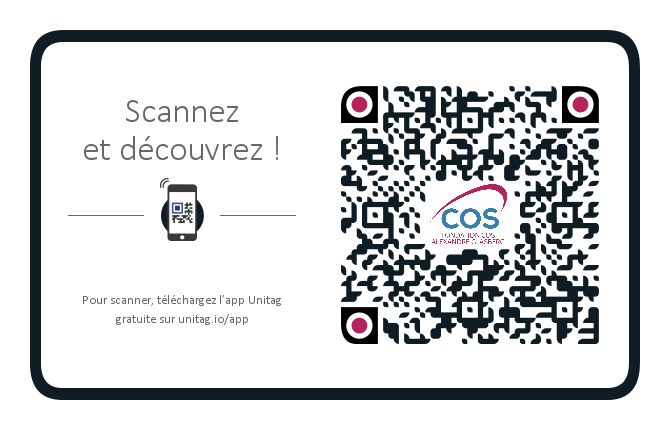 Scannez
et découvrez !
Pour scanner, téléchargez l'app Unitag
gratuite sur unitag.io/app
COS
FONDATION COS
ALEXANDRE GLASBERG